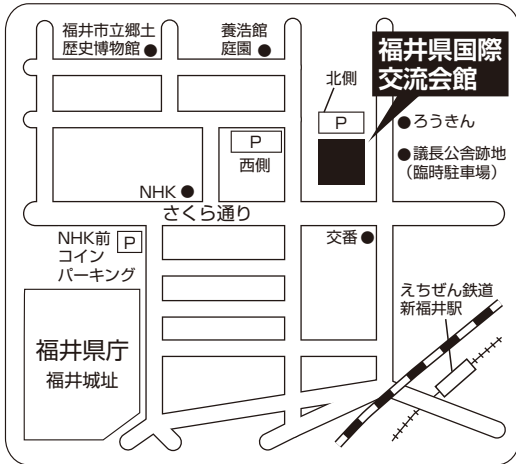 福井市立郷土
歴史博物館
養浩館
庭園
福井県国際
交流会館
北側
P
ろうきん
P
西側
議長公舎跡地
（臨時駐車場）
NHK
さくら通り
NHK前
コイン
パーキング
P
交番
えちぜん鉄道
新福井駅
福井県庁
福井城址